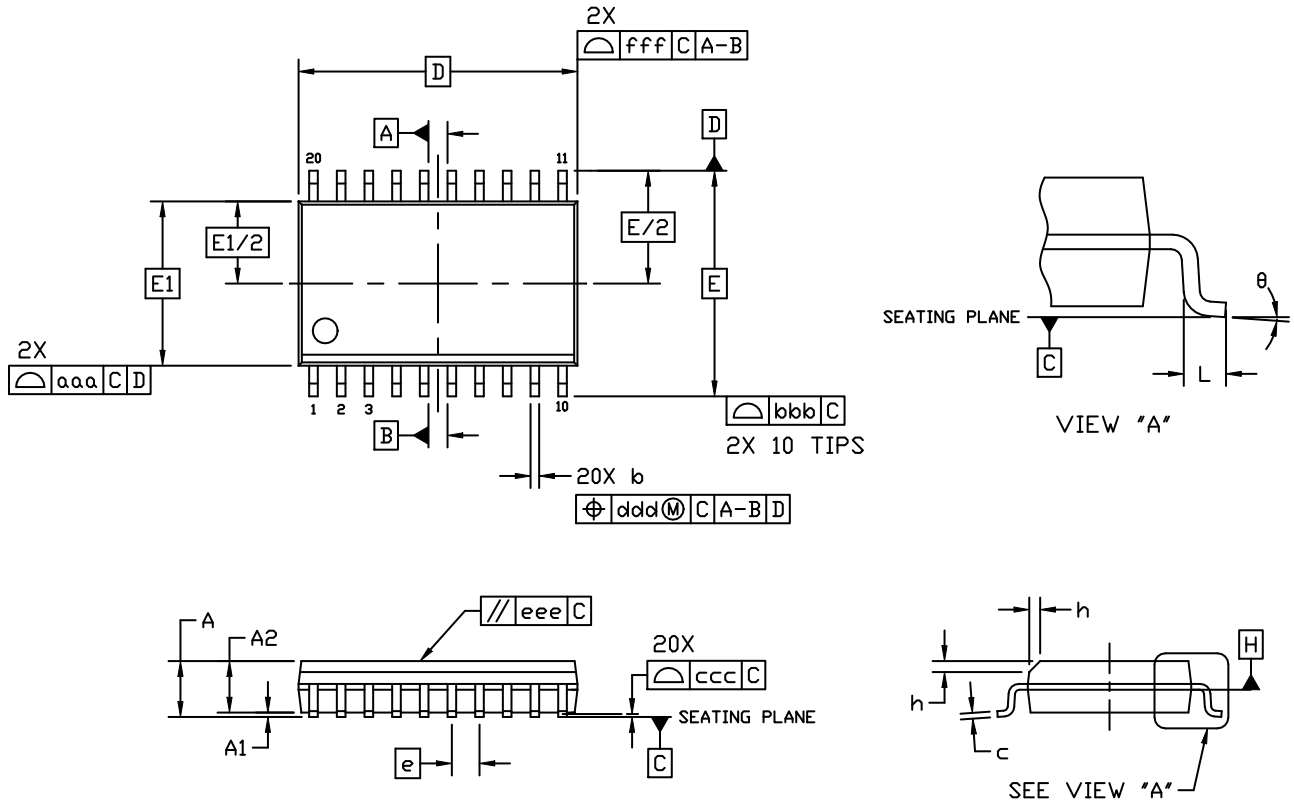 2X
fff C A-B
D
A
D
20
11
E1/2
E/2
E1
E
2X
aaa C D
1 2 3
10
B
bbb C
2X 10 TIPS
20X b
ddd Ⓜ C A-B D
θ
SEATING PLANE
C
L
VIEW "A"
// eee C
A
A2
20X
ccc C
SEATING PLANE
A1
e
C
h
H
h
c
SEE VIEW "A"